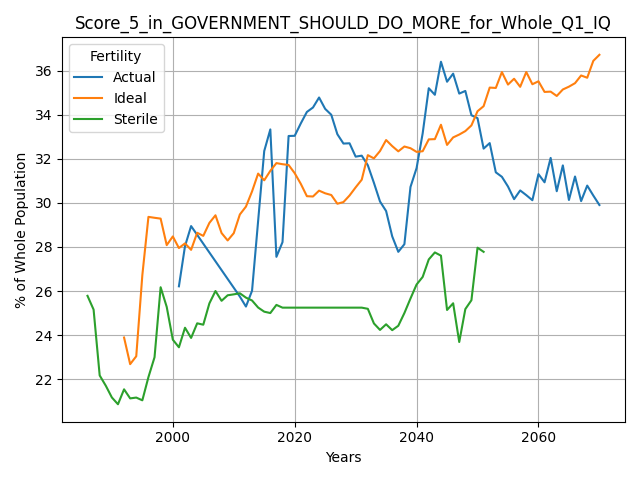 Score_5_in_GOVERNMENT_SHOULD_DO_MORE_for_Whole_Q1_IQ
Fertility
Actual
Ideal
Sterile
% of Whole Population
36
34
32
30
28
26
24
22
2000
2020
2040
2060
Years